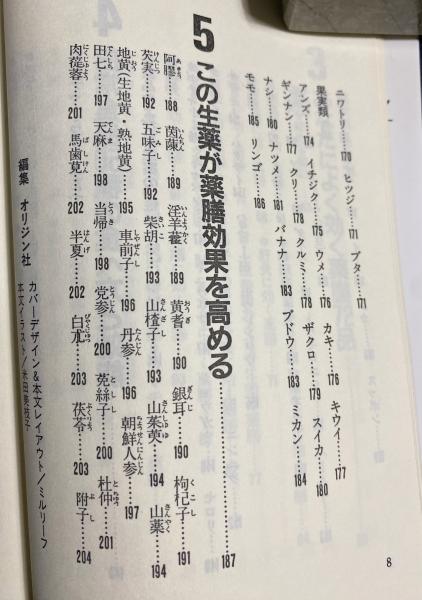 ニワトリ……170 ヒツジ……171 ブタ……171
果実類
アンズ……174 イチジク……175 ウメ……176 カキ……176 キウイ……177
ギンナン……177 クリ……178 クルミ……178 ザクロ……179 スイカ……180
ナシ……180 ナツメ……181 バナナ……183 ブドウ……183 ミカン……184
モモ……185 リンゴ……186
5 この生薬が薬膳効果を高める……187
阿膠……188 茵蔯……189 淫羊藿……189 黄耆……190 銀耳……190 枸杞子……191
芡実……192 五味子……192 柴胡……193 山楂子……193 山茱萸……194 山薬……194
地黄(生地黄・熟地黄)……195 車前子……196 丹参……196 朝鮮人参……197
田七……197 天麻……198 当帰……198 党参……200 菟絲子……200 杜仲……201
肉蓯蓉……201 馬歯莧……202 半夏……202 白朮……203 茯苓……203 附子……204
編集 オリジン社
カバーデザイン&本文レイアウト/ミルリーフ
本文イラスト/米田美枝子
8